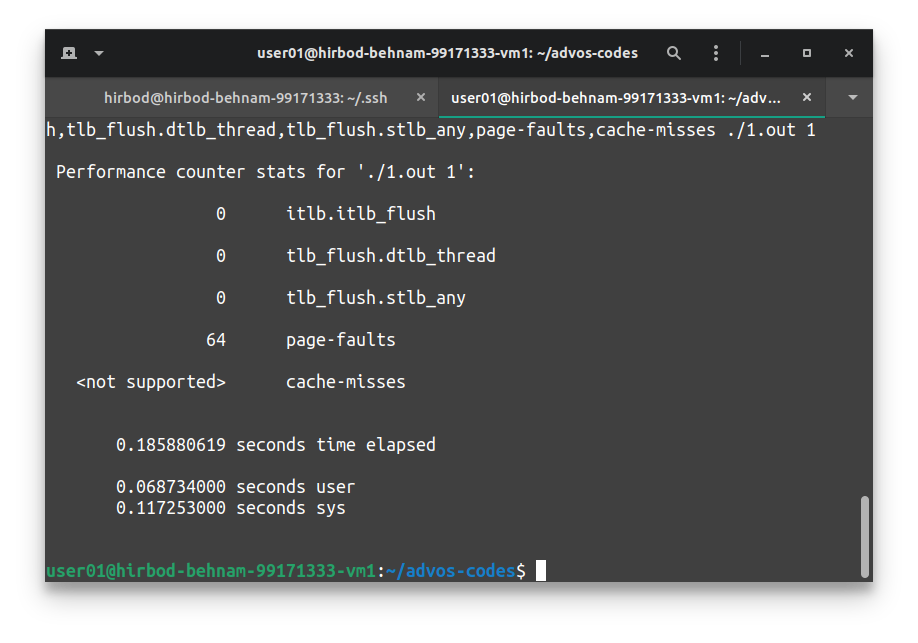 user01@hirbod-behnam-99171333-vm1: ~/advos-codes
hirbod@hirbod-behnam-99171333: ~/.ssh
user01@hirbod-behnam-99171333-vm1: ~/adv...
h,tlb_flush.dtlb_thread,tlb_flush.stlb_any,page-faults,cache-misses ./1.out 1
Performance counter stats for './1.out 1':
0 itlb.itlb_flush
0 tlb_flush.dtlb_thread
0 tlb_flush.stlb_any
64 page-faults
<not supported> cache-misses
0.185880619 seconds time elapsed
0.068734000 seconds user
0.117253000 seconds sys
user01@hirbod-behnam-99171333-vm1:~/advos-codes$